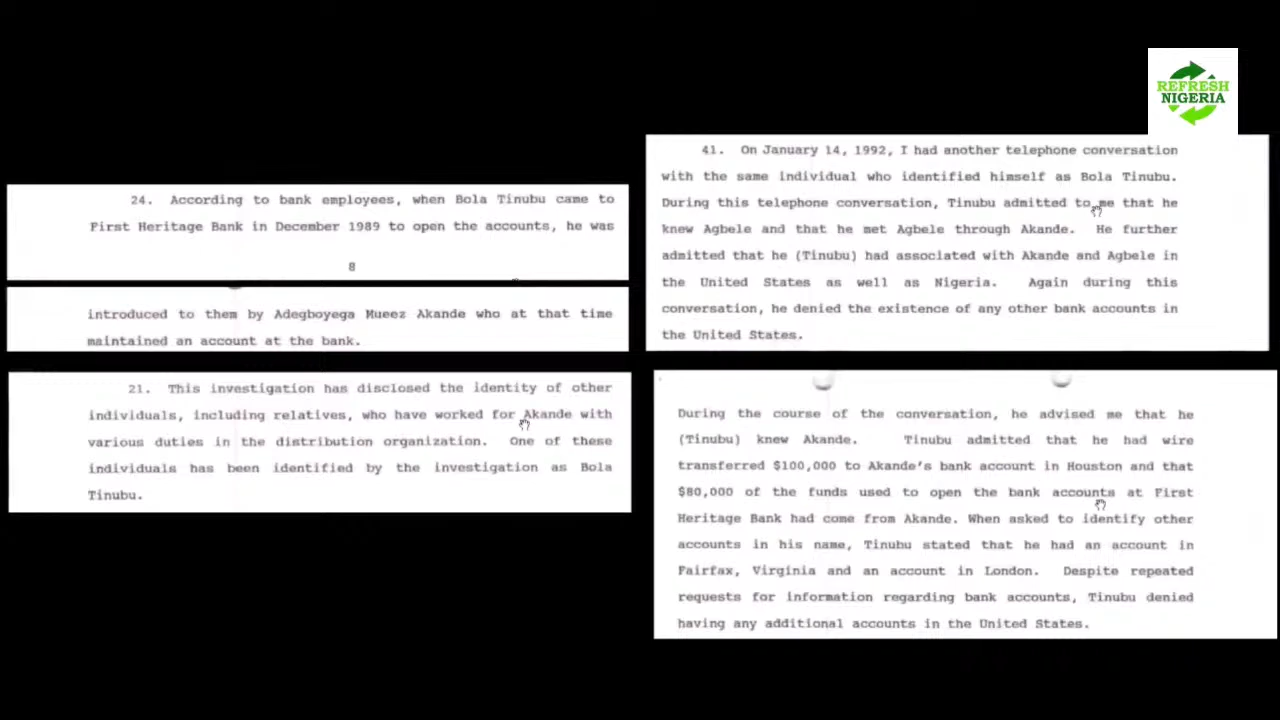 REFRESH
NIGERIA
24. According to bank employees, when Bola Tinubu came to
First Heritage Bank in December 1989 to open the accounts, he was
8
introduced to them by Adegboyega Mueez Akande who at that time
maintained an account at the bank.
21. This investigation has disclosed the identity of other
individuals, including relatives, who have worked for Akande with
various duties in the distribution organization. One of these
individuals has been identified by the investigation as Bola
Tinubu.
41. On January 14, 1992, I had another telephone conversation
with the same individual who identified himself as Bola Tinubu.
During this telephone conversation, Tinubu admitted to me that he
knew Agbele and that he met Agbele through Akande. He further
admitted that he (Tinubu) had associated with Akande and Agbele in
the United States as well as Nigeria. Again during this
conversation, he denied the existence of any other bank accounts in
the United States.
During the course of the conversation, he advised me that he
(Tinubu) knew Akande. Tinubu admitted that he had wire
transferred $100,000 to Akande's bank account in Houston and that
$80,000 of the funds used to open the bank accounts at First
Heritage Bank had come from Akande. When asked to identify other
accounts in his name, Tinubu stated that he had an account in
Fairfax, Virginia and an account in London. Despite repeated
requests for information regarding bank accounts, Tinubu denied
having any additional accounts in the United States.